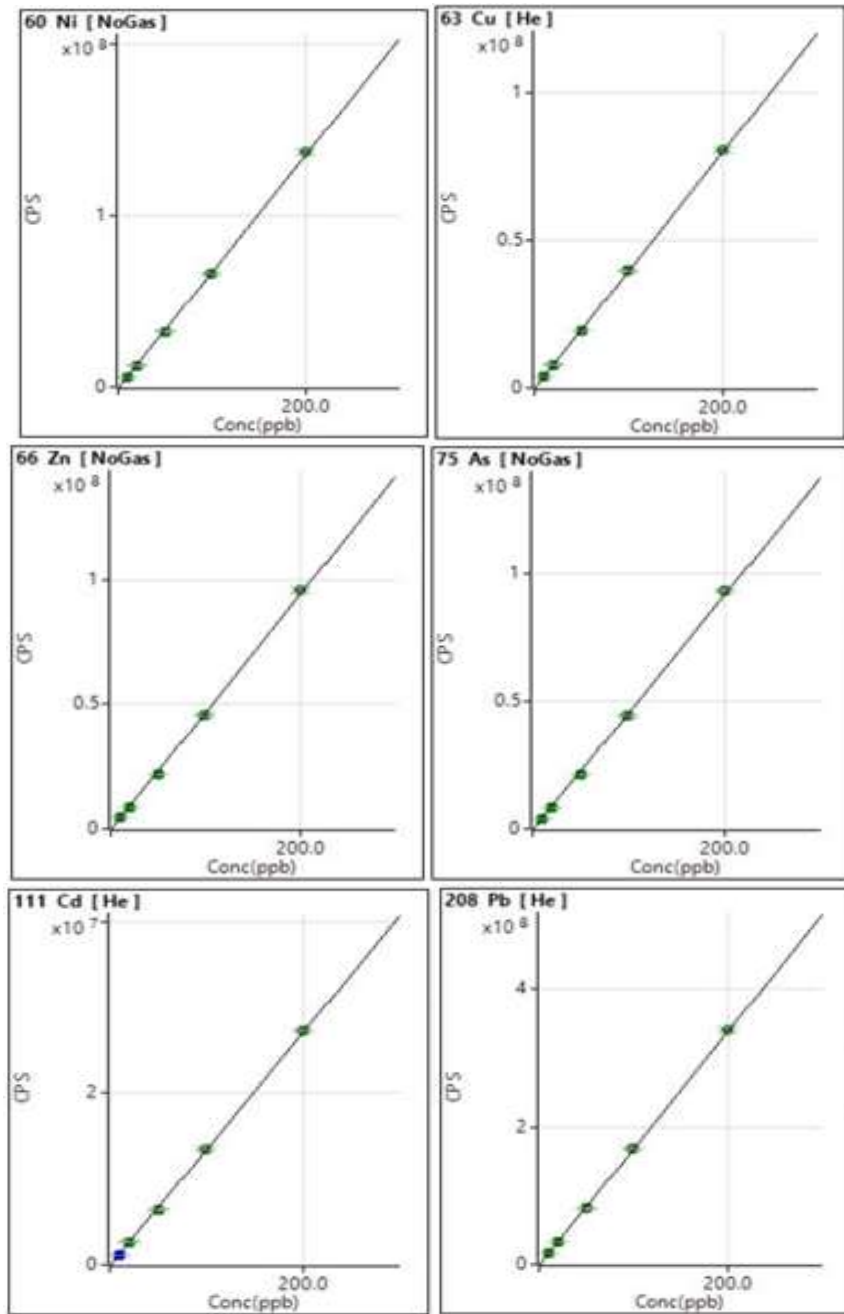 60 Ni [NoGas]
x10 8
CPS
1
0
200.0
Conc(ppb)
63 Cu [He]
x10 8
CPS
1
0.5
0
200.0
Conc(ppb)
66 Zn [NoGas]
x10 8
CPS
1
0.5
0
200.0
Conc(ppb)
75 As [NoGas]
x10 8
CPS
1
0.5
0
200.0
Conc(ppb)
111 Cd [He]
x10 7
CPS
2
0
200.0
Conc(ppb)
208 Pb [He]
x10 8
CPS
4
2
0
200.0
Conc(ppb)